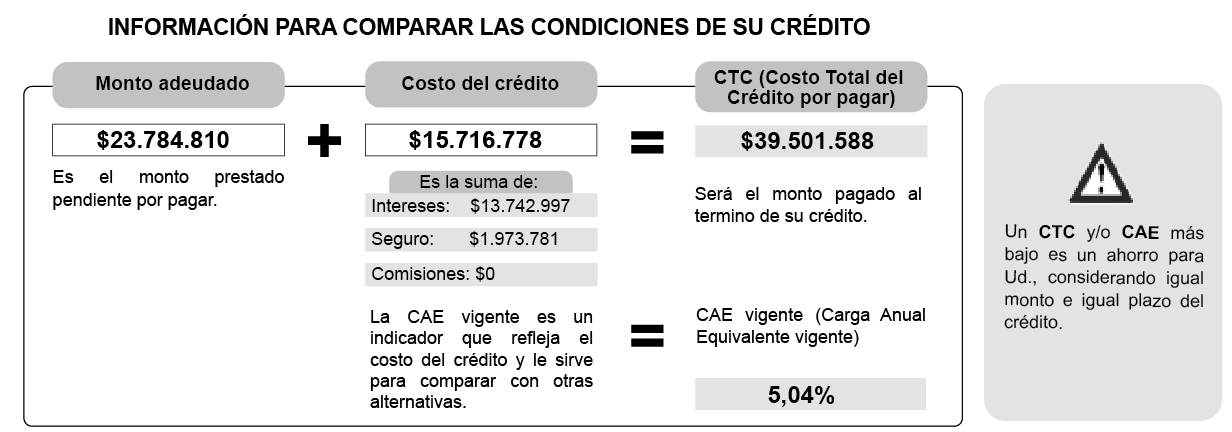 INFORMACIÓN PARA COMPARAR LAS CONDICIONES DE SU CRÉDITO
Monto adeudado
$23.784.810
Es el monto prestado
pendiente por pagar.
+
Costo del crédito
$15.716.778
Es la suma de:
Intereses: $13.742.997
Seguro: $1.973.781
Comisiones: $0
=
CTC (Costo Total del
Crédito por pagar)
$39.501.588
Será el monto pagado al
termino de su crédito.
La CAE vigente es un
indicador que refleja el
costo del crédito y le sirve
para comparar con otras
alternativas.
=
CAE vigente (Carga Anual
Equivalente vigente)
5,04%
Un CTC y/o CAE más
bajo es un ahorro para
Ud., considerando igual
monto e igual plazo del
crédito.